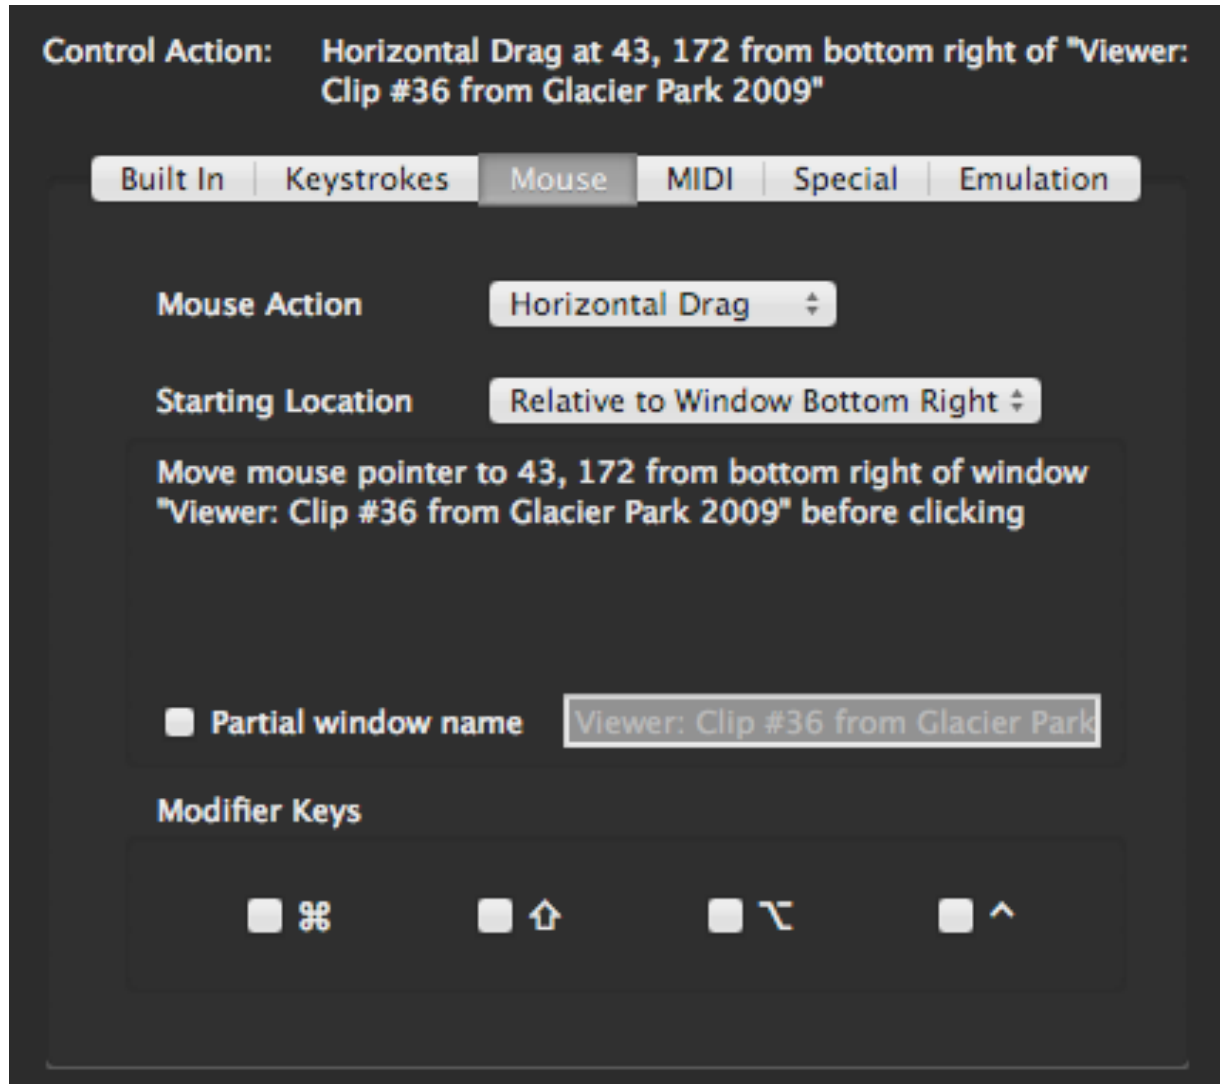 Control Action: Horizontal Drag at 43, 172 from bottom right of "Viewer:
Clip #36 from Glacier Park 2009"
Built In Keystrokes Mouse MIDI Special Emulation
Mouse Action Horizontal Drag
Starting Location Relative to Window Bottom Right
Move mouse pointer to 43, 172 from bottom right of window
"Viewer: Clip #36 from Glacier Park 2009" before clicking
Partial window name Viewer: Clip #36 from Glacier Park
Modifier Keys
⌘ ⇧ ⌥ ^